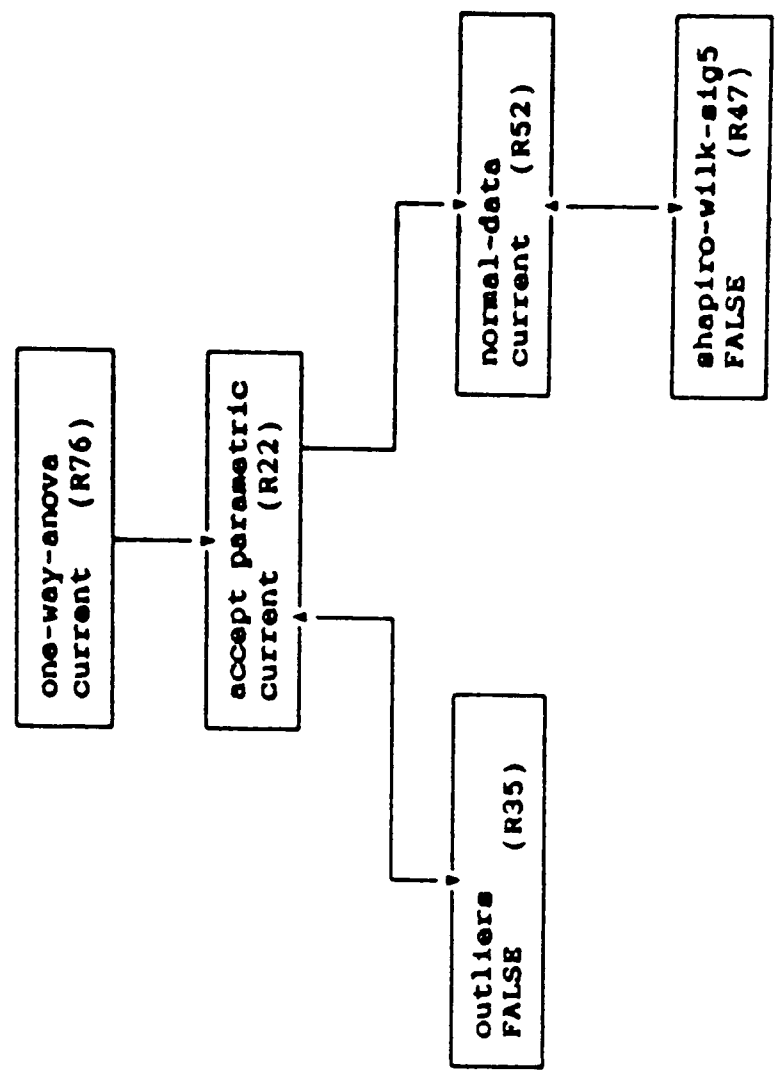 one-way-anova
current (R76)
accept parametric
current (R22)
outliers
FALSE (R35)
normal-data
current (R52)
shapiro-wilk-sig5
FALSE (R47)